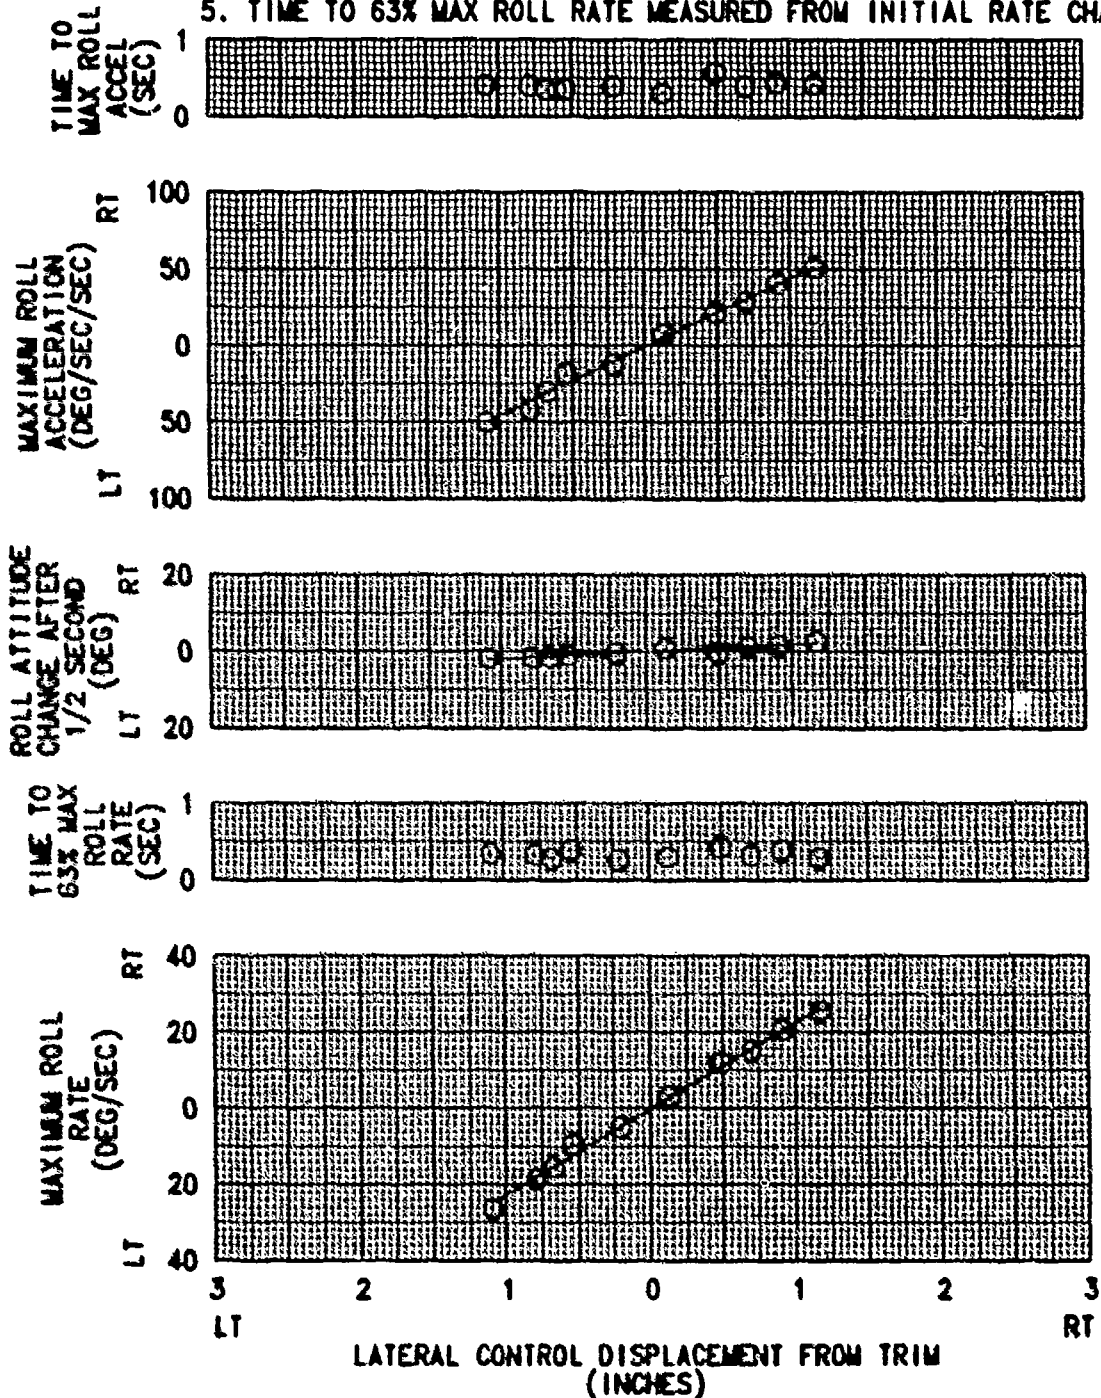 5. TIME TO 63% MAX ROLL RATE MEASURED FROM INITIAL RATE
TIME TO
MAX ROLL
ACCEL
(SEC)
1
0
MAXIMUM ROLL
ACCELERATION
(DEG/SEC/SEC)
LT
RT
100
50
0
50
100
ROLL ATTITUDE
CHANGE AFTER
1/2 SECOND
(DEG)
LT
RT
20
0
20
TIME TO
63% MAX
ROLL
RATE
(SEC)
1
0
MAXIMUM ROLL
RATE
(DEG/SEC)
LT
RT
40
20
0
20
40
3 2 1 0 1 2 3
LT RT
LATERAL CONTROL DISPLACEMENT FROM TRIM
(INCHES)